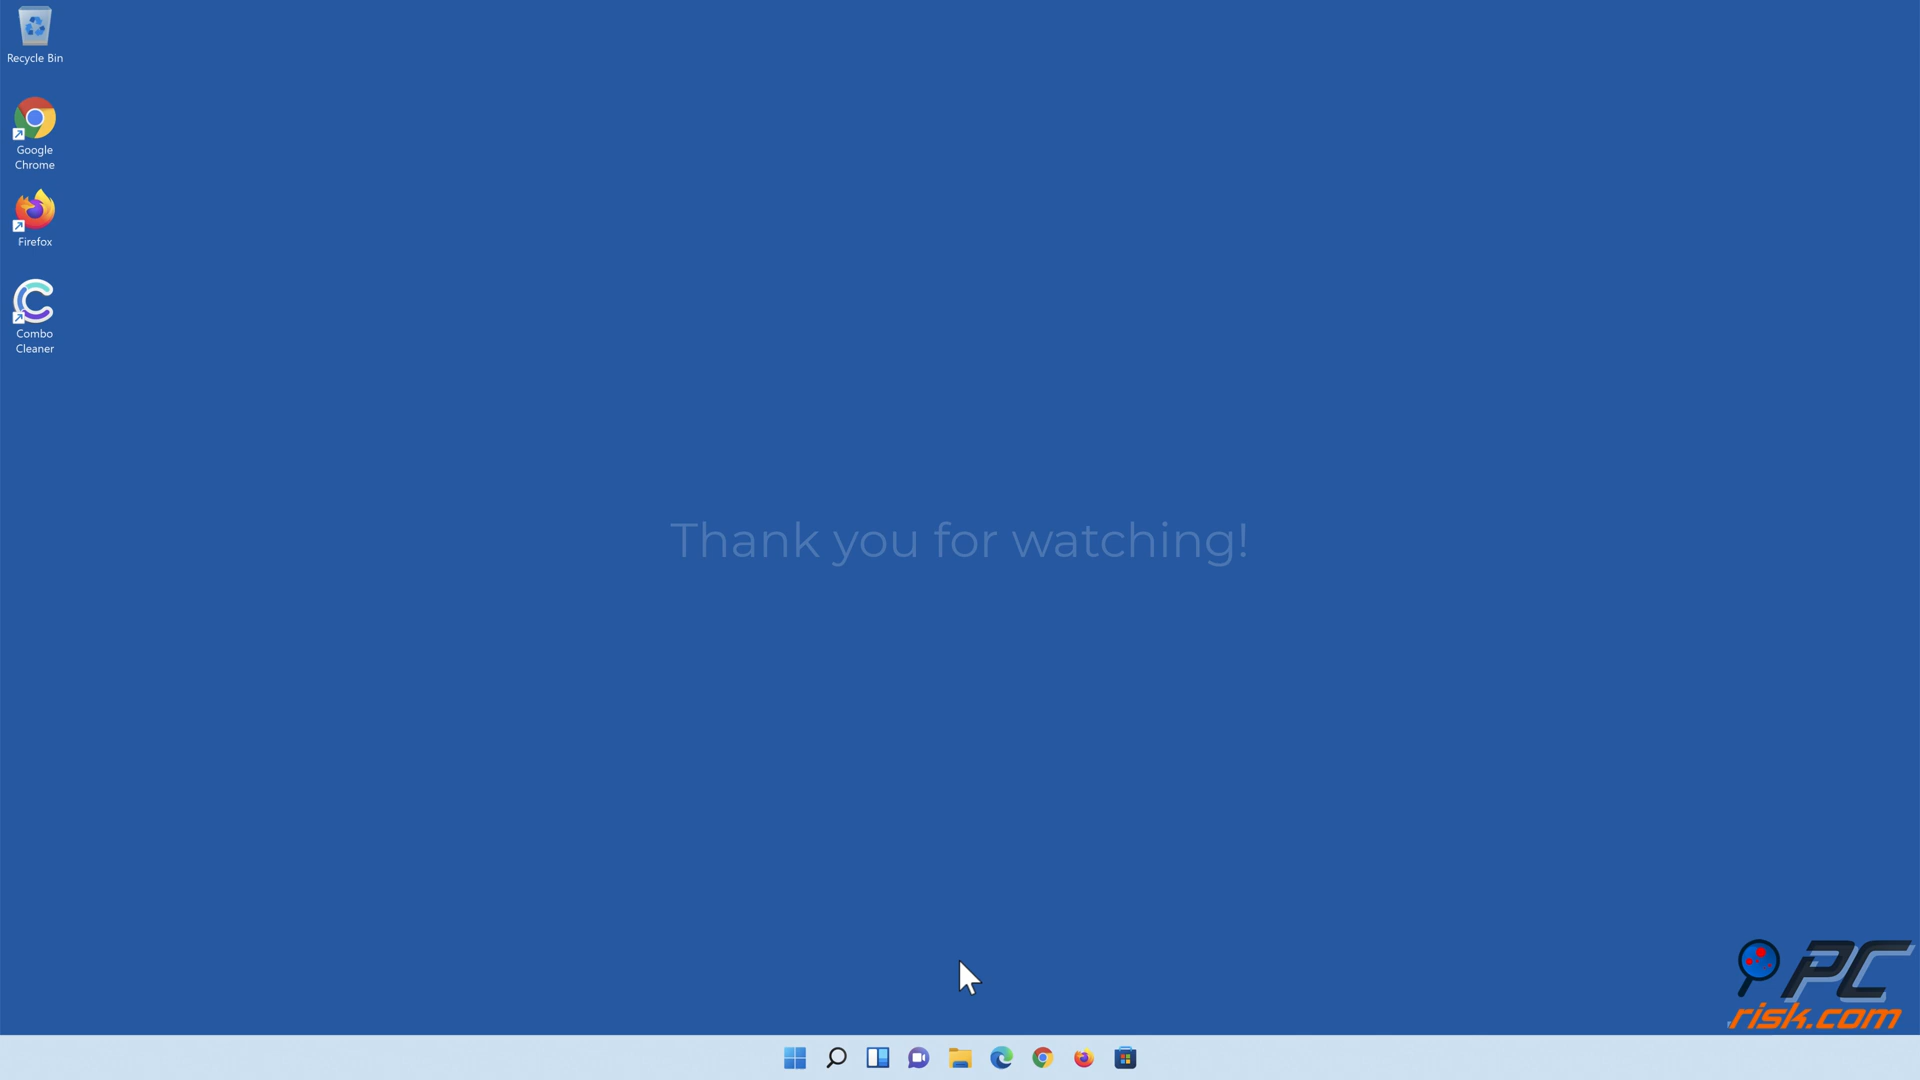 Recycle Bin
Google
Chrome
Firefox
Combo
Cleaner
Thank you for watching!
PC
risk.com